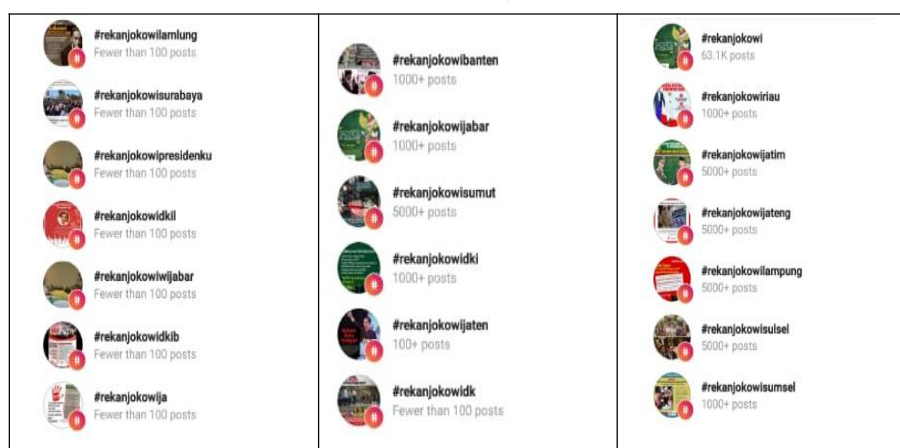 #rekanjokowilamlung
Fewer than 100 posts
#rekanjokowisurabaya
Fewer than 100 posts
#rekanjokowipresidenku
Fewer than 100 posts
#rekanjokowidkil
Fewer than 100 posts
#rekanjokowiwijabar
Fewer than 100 posts
#rekanjokowidkib
Fewer than 100 posts
#rekanjokowija
Fewer than 100 posts
#rekanjokowibanten
1000+ posts
#rekanjokowijabar
1000+ posts
#rekanjokowisumut
5000+ posts
#rekanjokowidki
1000+ posts
#rekanjokowijaten
100+ posts
#rekanjokowidk
Fewer than 100 posts
#rekanjokowi
63.1K posts
#rekanjokowiriau
1000+ posts
#rekanjokowijatim
5000+ posts
#rekanjokowijateng
5000+ posts
#rekanjokowilampung
5000+ posts
#rekanjokowisulsel
5000+ posts
#rekanjokowisumsel
1000+ posts